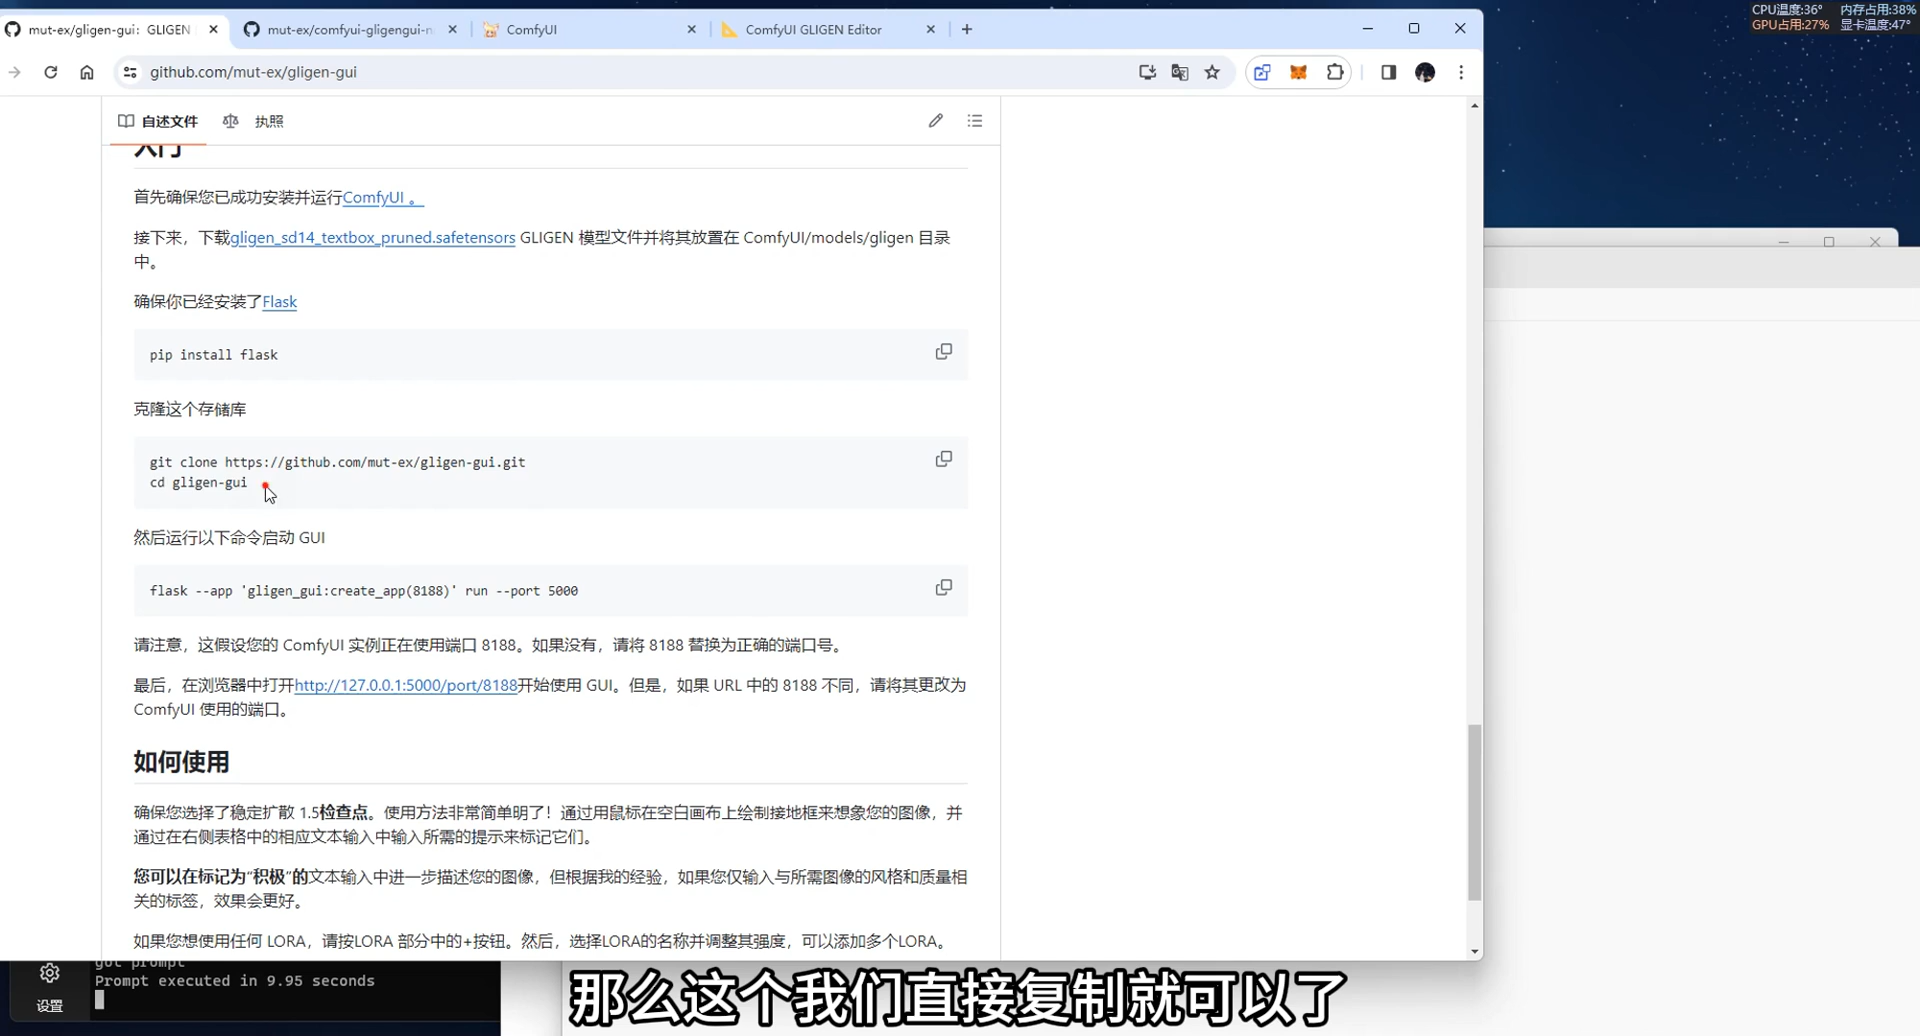 CPU温度:36° 内存占用:38%
GPU占用:27% 显卡温度:47°
mut-ex/gligen-gui: GLIGEN
mut-ex/comfyui-gligengui-n
ComfyUI
ComfyUI GLIGEN Editor
github.com/mut-ex/gligen-gui
自述文件
执照
入门
首先确保您已成功安装并运行ComfyUI 。
接下来，下载gligen_sd14_textbox_pruned.safetensors GLIGEN 模型文件并将其放置在 ComfyUI/models/gligen 目录
中。
确保你已经安装了Flask
pip install flask
克隆这个存储库
git clone https://github.com/mut-ex/gligen-gui.git
cd gligen-gui
然后运行以下命令启动 GUI
flask --app 'gligen_gui:create_app(8188)' run --port 5000
请注意，这假设您的 ComfyUI 实例正在使用端口 8188。如果没有，请将 8188 替换为正确的端口号。
最后，在浏览器中打开http://127.0.0.1:5000/port/8188开始使用 GUI。但是，如果 URL 中的 8188 不同，请将其更改为
ComfyUI 使用的端口。
如何使用
确保您选择了稳定扩散 1.5检查点。使用方法非常简单明了！通过用鼠标在空白画布上绘制接地框来想象您的图像，并
通过在右侧表格中的相应文本输入中输入所需的提示来标记它们。
您可以在标记为“积极”的文本输入中进一步描述您的图像，但根据我的经验，如果您仅输入与所需图像的风格和质量相
关的标签，效果会更好。
如果您想使用任何 LORA，请按LORA 部分中的+按钮。然后，选择LORA的名称并调整其强度，可以添加多个LORA。
got prompt
Prompt executed in 9.95 seconds
设置
那么这个我们直接复制就可以了